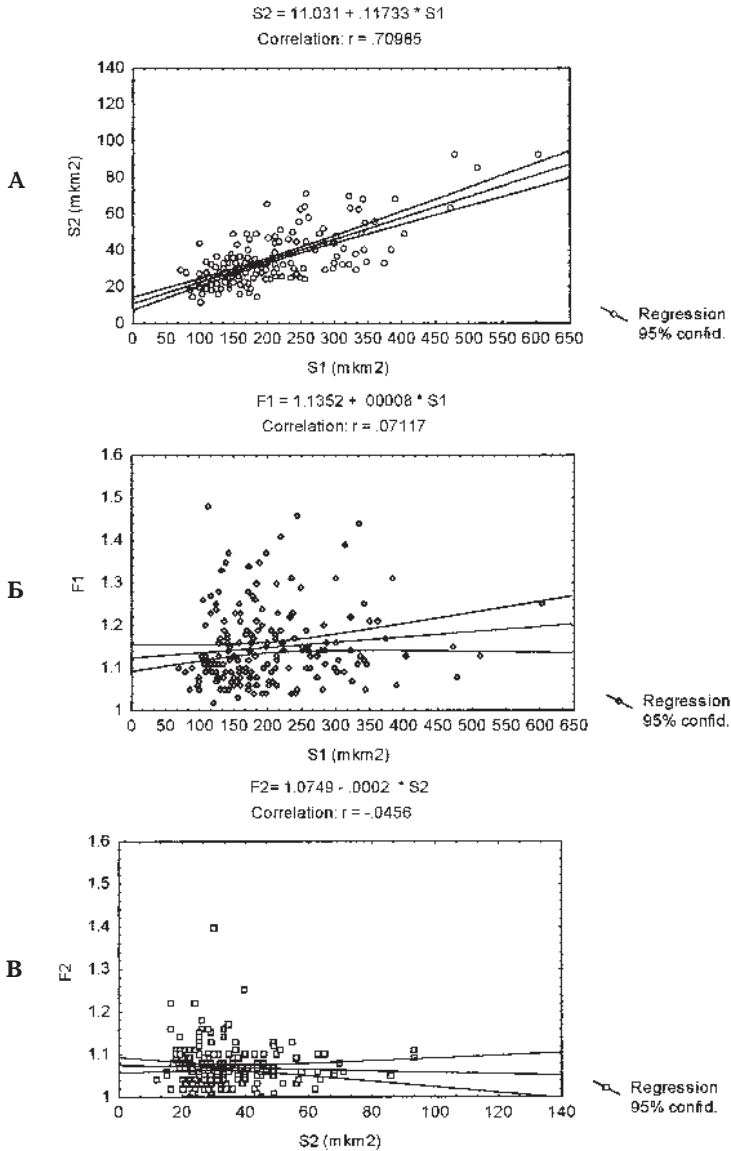 S2 = 11.031 + .11733 * S1
Correlation: r = .70985
140
120
100
80
60
40
20
0
S2 (mkm2)
А
0 50 100 150 200 250 300 350 400 450 500 550 600 650
S1 (mkm2)
Regression
95% confid.
F1 = 1.1352 + .00008 * S1
Correlation: r = .07117
1.6
1.5
1.4
1.3
1.2
1.1
1
F1
Б
0 50 100 150 200 250 300 350 400 450 500 550 600 650
S1 (mkm2)
Regression
95% confid.
F2= 1.0749 - .0002 * S2
Correlation: r = -.0456
1.6
1.5
1.4
1.3
1.2
1.1
1
F2
В
0 20 40 60 80 100 120 140
S2 (mkm2)
Regression
95% confid.